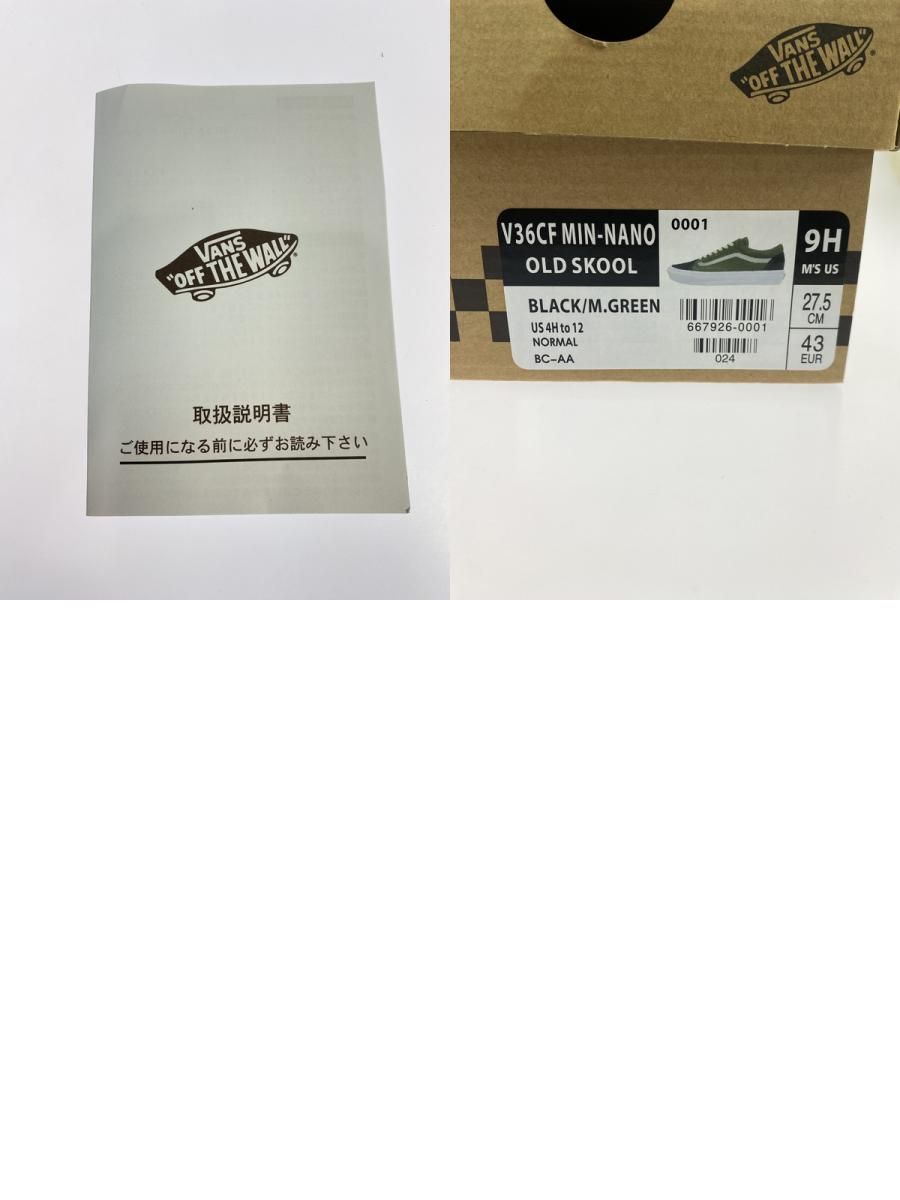 VANS
"OFF THE WALL"
取扱説明書
ご使用になる前に必ずお読み下さい
VANS
"OFF THE WALL"
V36CF MIN-NANO
OLD SKOOL
0001
9H
M'S US
BLACK/M.GREEN
US 4H to 12
NORMAL
BC-AA
667926-0001
024
27.5
CM
43
EUR